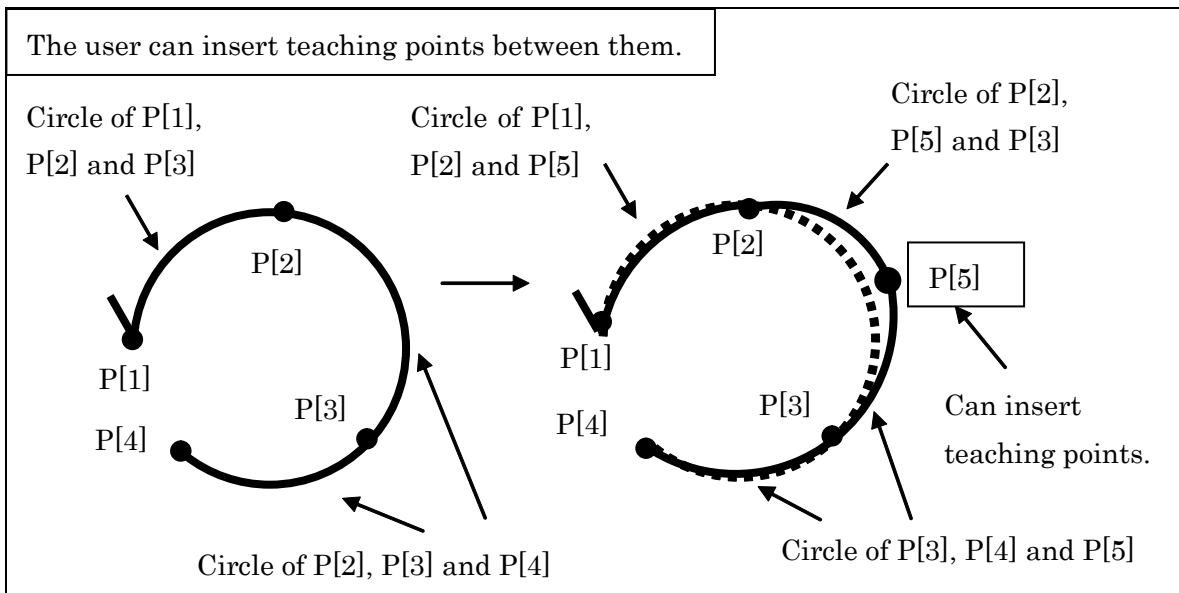 The user can insert teaching points between them.
Circle of P[1],
P[2] and P[3]
P[2]
P[1]
P[3]
P[4]
Circle of P[2], P[3] and P[4]
Circle of P[1],
P[2] and P[5]
Circle of P[2],
P[5] and P[3]
P[2]
P[5]
P[1]
P[3]
P[4]
Can insert
teaching points.
Circle of P[3], P[4] and P[5]